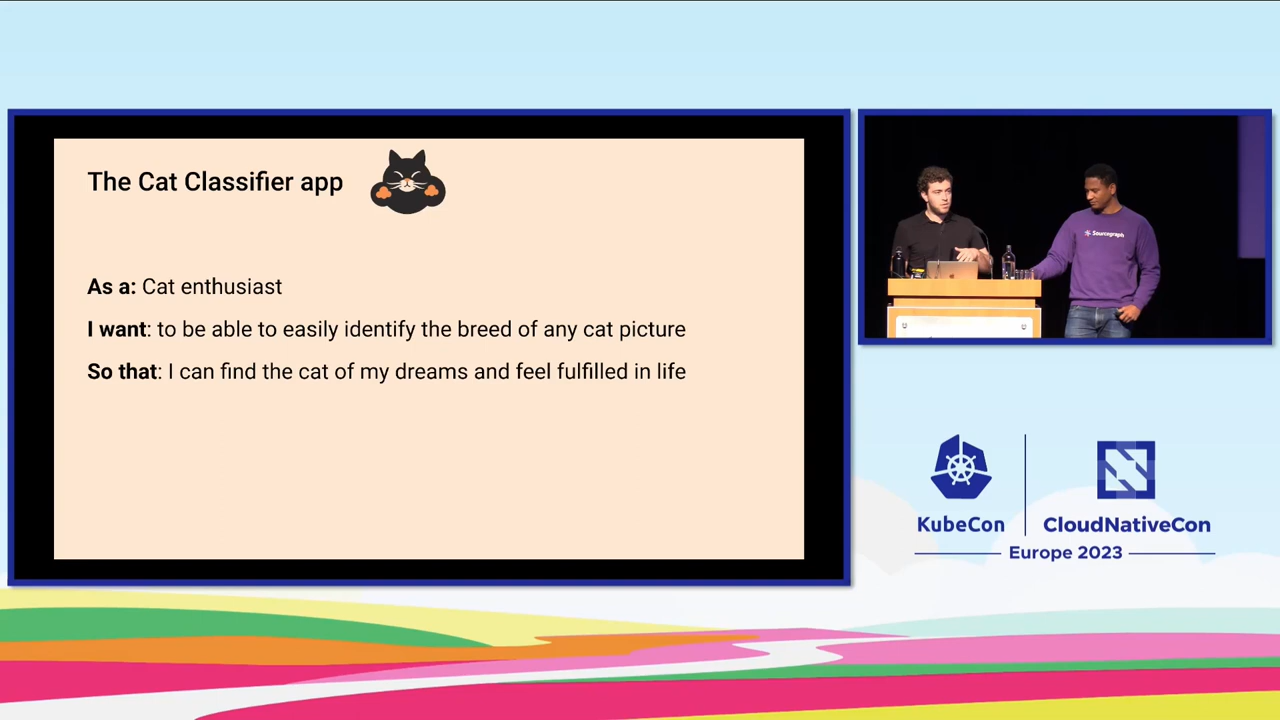 The Cat Classifier app
As a: Cat enthusiast
I want: to be able to easily identify the breed of any cat picture
So that: I can find the cat of my dreams and feel fulfilled in life
Sourcegraph
KubeCon
CloudNativeCon
Europe 2023